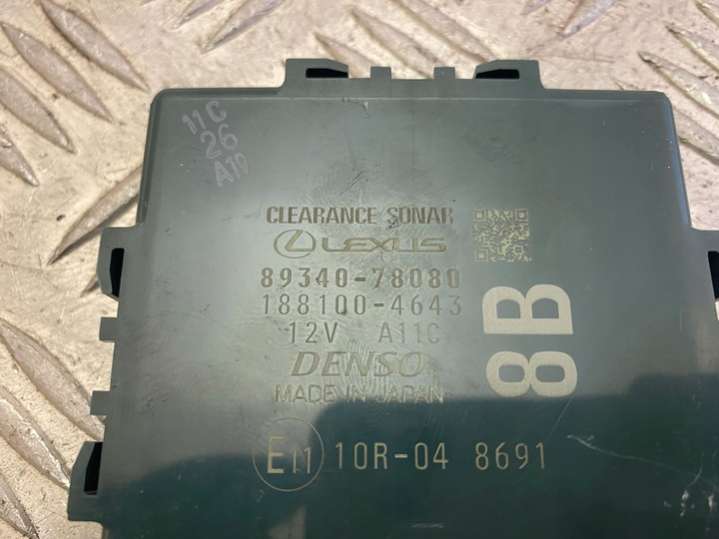 11C
26
A10
CLEARANCE SONAR
LEXUS
89340-78080
188100-4643
12V A11C
DENSO
MADE IN JAPAN
8B
E11 10R-04 8691